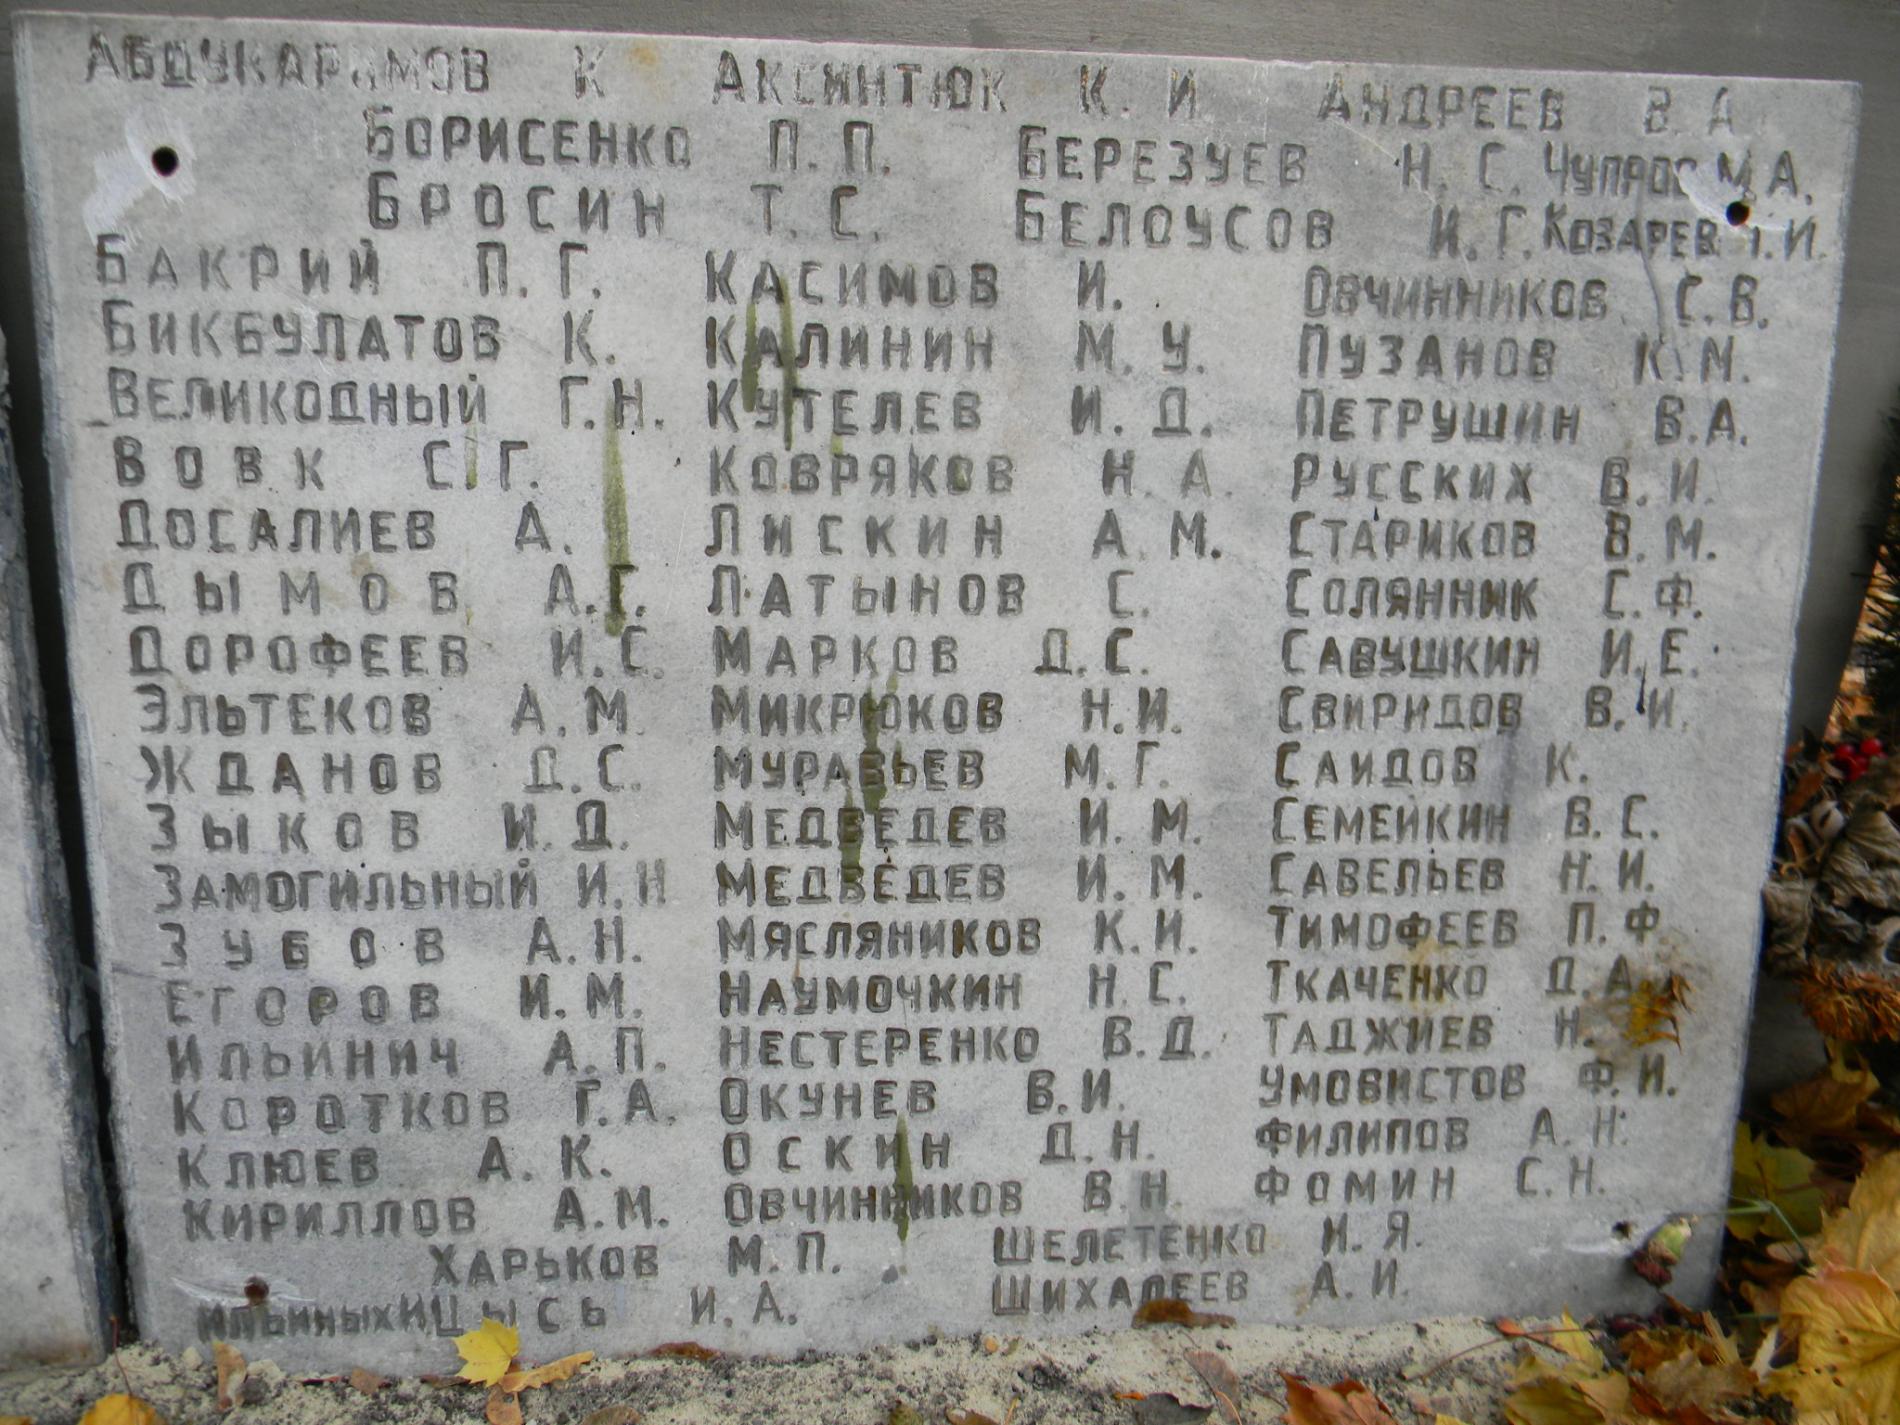 АБДУКАРИМОВ К АКСИНТЮК К. И АНДРЕЕВ В. А
БОРИСЕНКО П. П. БЕРЕЗУЕВ Н. С. ЧУПРОВ М.А.
БРОСИН Т. С. БЕЛОУСОВ И. Г. КОЗАРЕВ И.
БАКРИЙ П. Г. КАСИМОВ И. ОВЧИННИКОВ С. В.
БИКБУЛАТОВ К. КАЛИНИН М. У. ПУЗАНОВ К. М.
ВЕЛИКОДНЫЙ Г.Н. КУТЕЛЕВ И. Д. ПЕТРУШИН В.А.
ВОВК С. Г. КОВРЯКОВ Н. А. РУССКИХ В. И.
ДОСАЛИЕВ А. ЛИСКИН А. М. СТАРИКОВ В. М.
ДЫМОВ А.Г. ЛАТЫНОВ С. СОЛЯННИК С. Ф.
ДОРОФЕЕВ И.С. МАРКОВ Д. С. САВУШКИН И. Е.
ЭЛЬТЕКОВ А. М. МИКРЮКОВ Н.И. СВИРИДОВ В. И.
ЖДАНОВ Д. С. МУРАВЬЕВ М. Г. САИДОВ К.
ЗЫКОВ И. Д. МЕДВЕДЕВ И. М. СЕМЕЙКИН В. С.
ЗАМОГИЛЬНЫЙ И. Н МЕДВЕДЕВ И. М. САВЕЛЬЕВ Н. И.
ЗУБОВ А. Н. МЯСЛЯНИКОВ К. И. ТИМОФЕЕВ П. Ф.
ЕГОРОВ И. М. НАУМОЧКИН Н. С. ТКАЧЕНКО Д. А.
ИЛЬИНИЧ А. П. НЕСТЕРЕНКО В. Д. ТАДЖИЕВ Н.
КОРОТКОВ Г. А. ОКУНЕВ В. И. УМОВИСТОВ Ф. И.
КЛЮЕВ А. К. ОСКИН Д. Н. ФИЛИПОВ А. Н.
КИРИЛЛОВ А. М. ОВЧИННИКОВ В. Н. ФОМИН С. Н.
ХАРЬКОВ М. П. ШЕЛЕТЕНКО И. Я.
ИЛЬИНЫХ И. ЦЫСЬ И. А. ШИХАЛЕЕВ А. И.